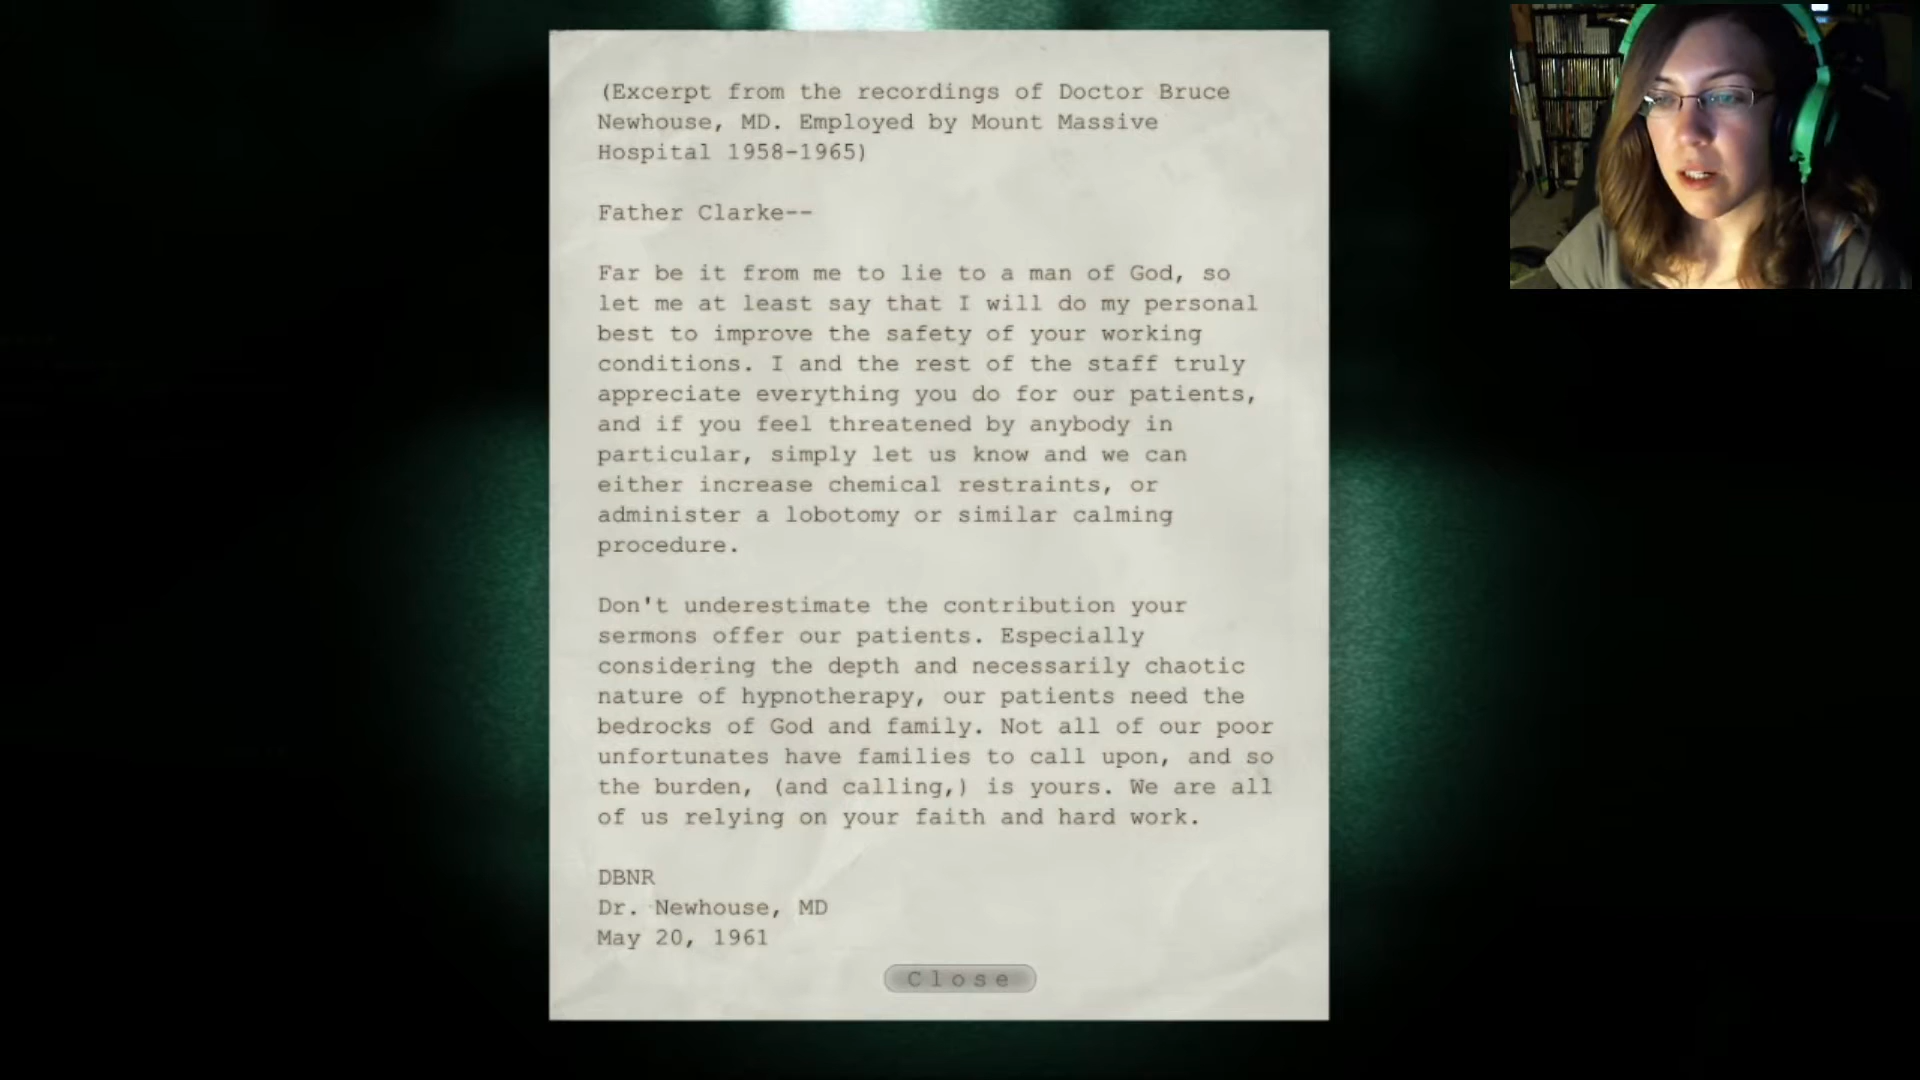 (Excerpt from the recordings of Doctor Bruce
Newhouse, MD. Employed by Mount Massive
Hospital 1958-1965)
Father Clarke--
Far be it from me to lie to a man of God, so
let me at least say that I will do my personal
best to improve the safety of your working
conditions. I and the rest of the staff truly
appreciate everything you do for our patients,
and if you feel threatened by anybody in
particular, simply let us know and we can
either increase chemical restraints, or
administer a lobotomy or similar calming
procedure.
Don't underestimate the contribution your
sermons offer our patients. Especially
considering the depth and necessarily chaotic
nature of hypnotherapy, our patients need the
bedrocks of God and family. Not all of our poor
unfortunates have families to call upon, and so
the burden, (and calling,) is yours. We are all
of us relying on your faith and hard work.
DBNR
Dr. Newhouse, MD
May 20, 1961
Close